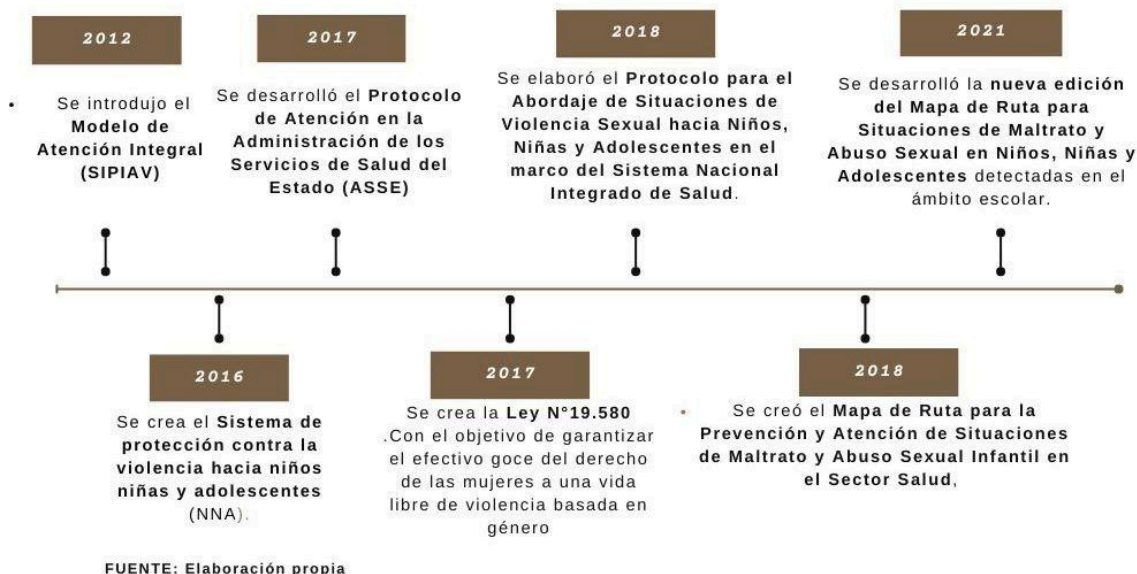 2012
Se introdujo el
Modelo de
Atención Integral
(SIPIAV)
2017
Se desarrolló el Protocolo
de Atención en la
Administración de los
Servicios de Salud del
Estado (ASSE)
2018
Se elaboró el Protocolo para el
Abordaje de Situaciones de
Violencia Sexual hacia Niños,
Niñas y Adolescentes en el
marco del Sistema Nacional
Integrado de Salud.
2021
Se desarrolló la nueva edición
del Mapa de Ruta para
Situaciones de Maltrato y
Abuso Sexual en Niños, Niñas y
Adolescentes detectadas en el
ámbito escolar.
2016
Se crea el Sistema de
protección contra la
violencia hacia niños
niñas y adolescentes
(NNA).
2017
Se crea la Ley N°19.580
.Con el objetivo de garantizar
el efectivo goce del derecho
de las mujeres a una vida
libre de violencia basada en
género
2018
Se creó el Mapa de Ruta para la
Prevención y Atención de Situaciones
de Maltrato y Abuso Sexual Infantil en
el Sector Salud,
FUENTE: Elaboración propia